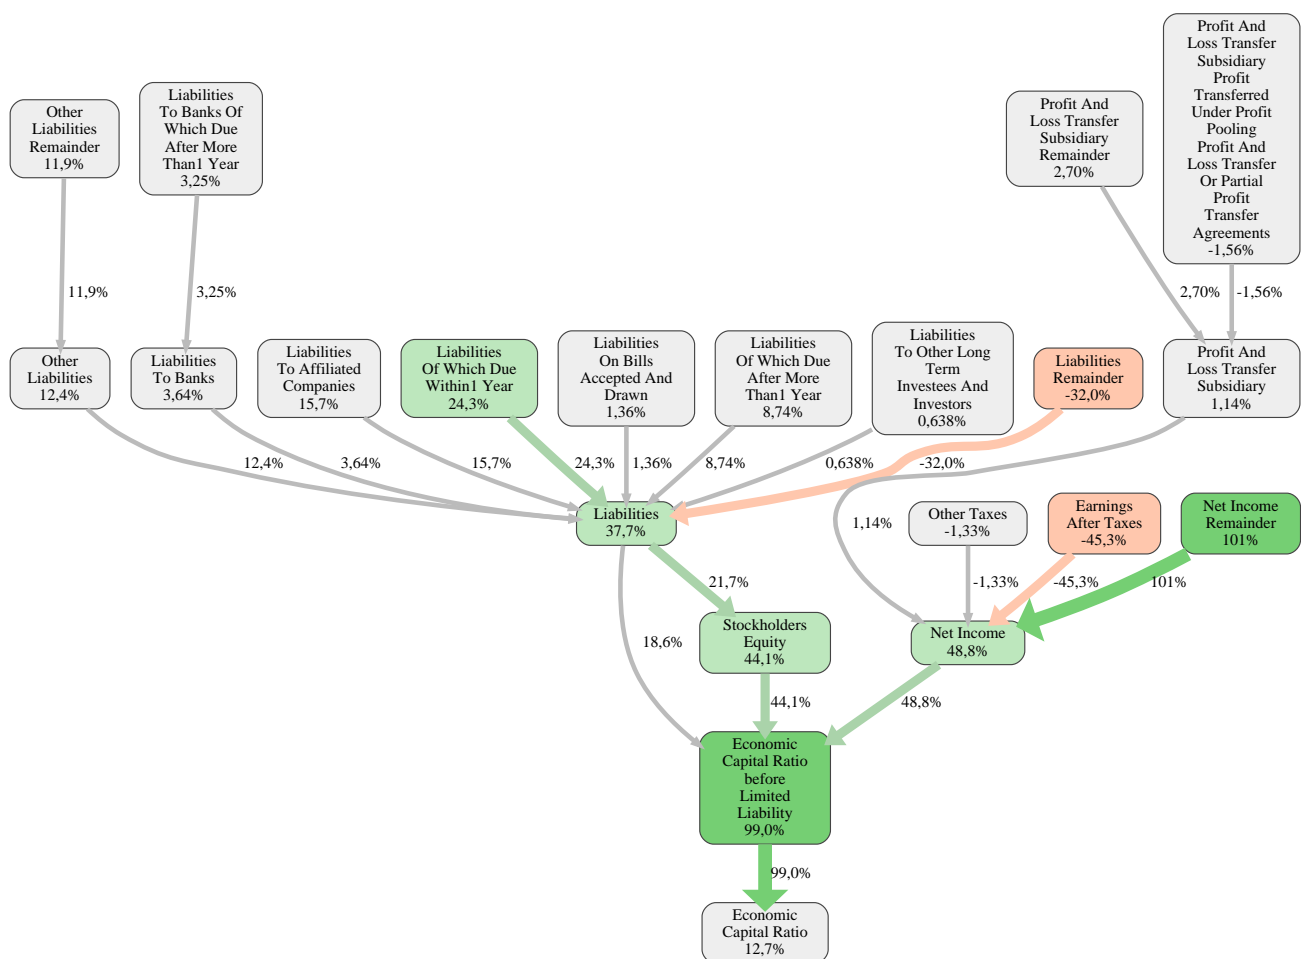 Profit And
Loss Transfer
Subsidiary
Profit
Transferred
Under Profit
Pooling
Profit And
Loss Transfer
Or Partial
Profit
Transfer
Agreements
-1,56%
Liabilities
To Banks Of
Which Due
After More
Than1 Year
3,25%
Other
Liabilities
Remainder
11,9%
Profit And
Loss Transfer
Subsidiary
Remainder
2,70%
11,9%
3,25%
2,70%
-1,56%
Other
Liabilities
12,4%
Liabilities
To Banks
3,64%
Liabilities
To Affiliated
Companies
15,7%
Liabilities
Of Which Due
Within1 Year
24,3%
Liabilities
On Bills
Accepted And
Drawn
1,36%
Liabilities
Of Which Due
After More
Than1 Year
8,74%
Liabilities
To Other Long
Term
Investees And
Investors
0,638%
Liabilities
Remainder
-32,0%
Profit And
Loss Transfer
Subsidiary
1,14%
12,4%
3,64%
15,7%
24,3%
1,36%
8,74%
0,638%
-32,0%
1,14%
Liabilities
37,7%
Other Taxes
-1,33%
Earnings
After Taxes
-45,3%
Net Income
Remainder
101%
21,7%
-1,33%
-45,3%
101%
18,6%
Stockholders
Equity
44,1%
Net Income
48,8%
44,1%
48,8%
Economic
Capital Ratio
before
Limited
Liability
99,0%
99,0%
Economic
Capital Ratio
12,7%